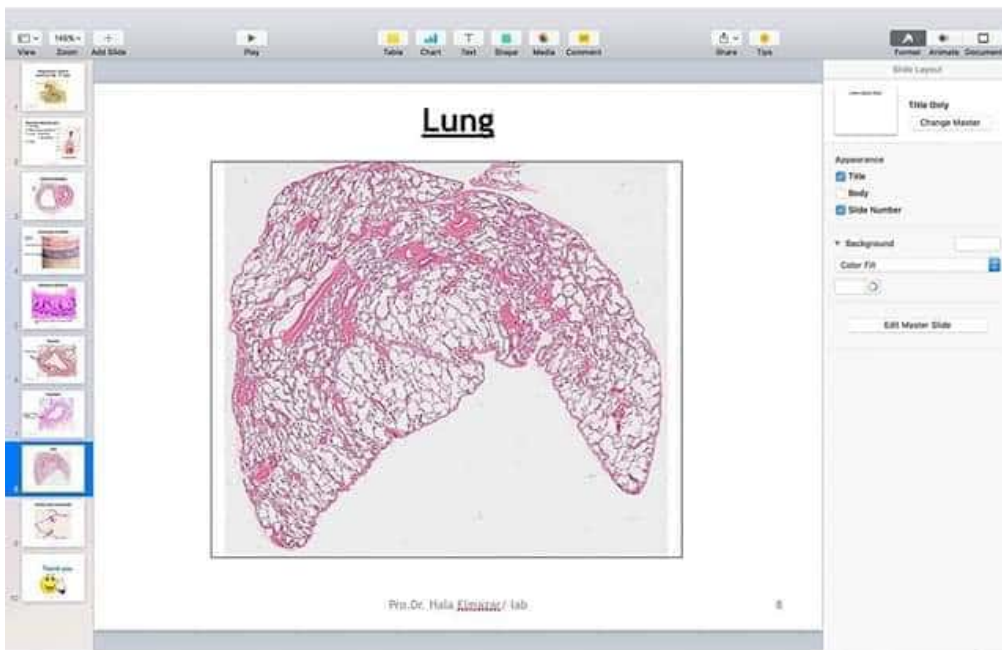 View
Zoom
Add Slide
Play
Table
Chart
Text
Shape
Media
Comment
Share
Tips
Format
Animate
Document
149%
Slide Layout
Title Only
Change Master
Appearance
Title
Body
Slide Number
Background
Color Fill
Edit Master Slide
Lung
Pro.Dr. Hala Elmazar/ lab
8
Thank you